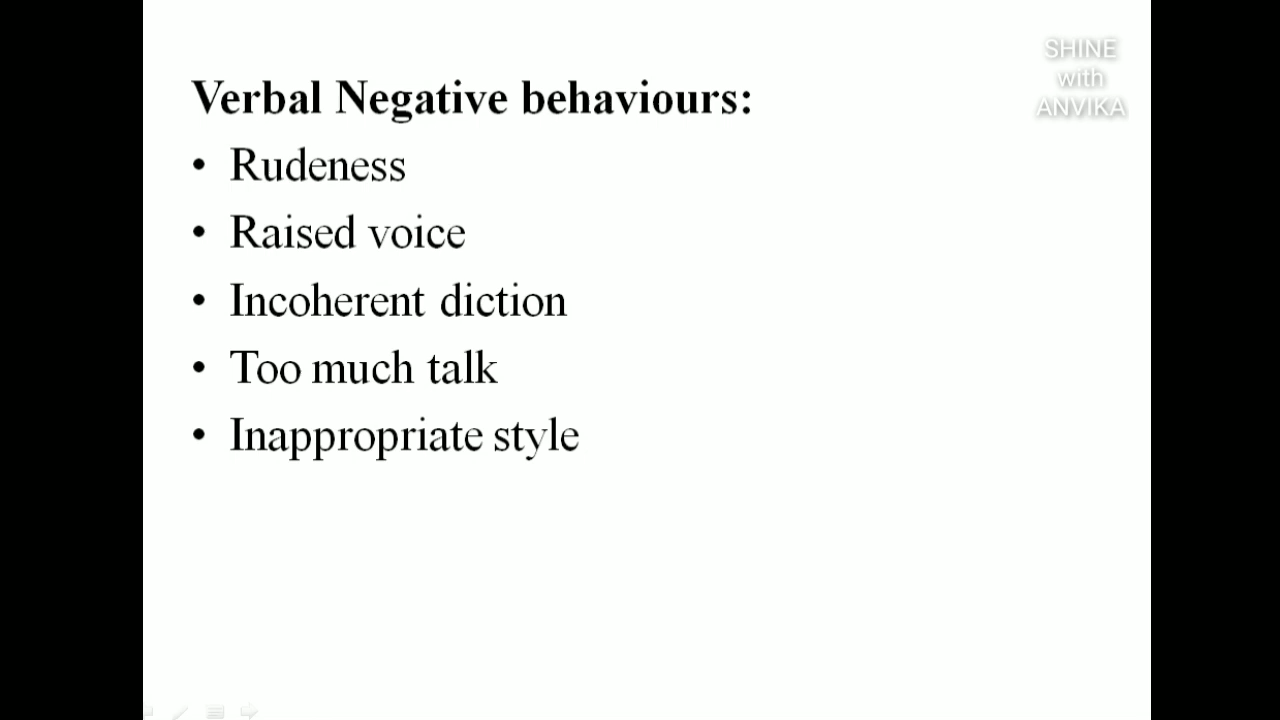 Verbal Negative behaviours:
• Rudeness
• Raised voice
• Incoherent diction
• Too much talk
• Inappropriate style
SHINE
with
ANVIKA